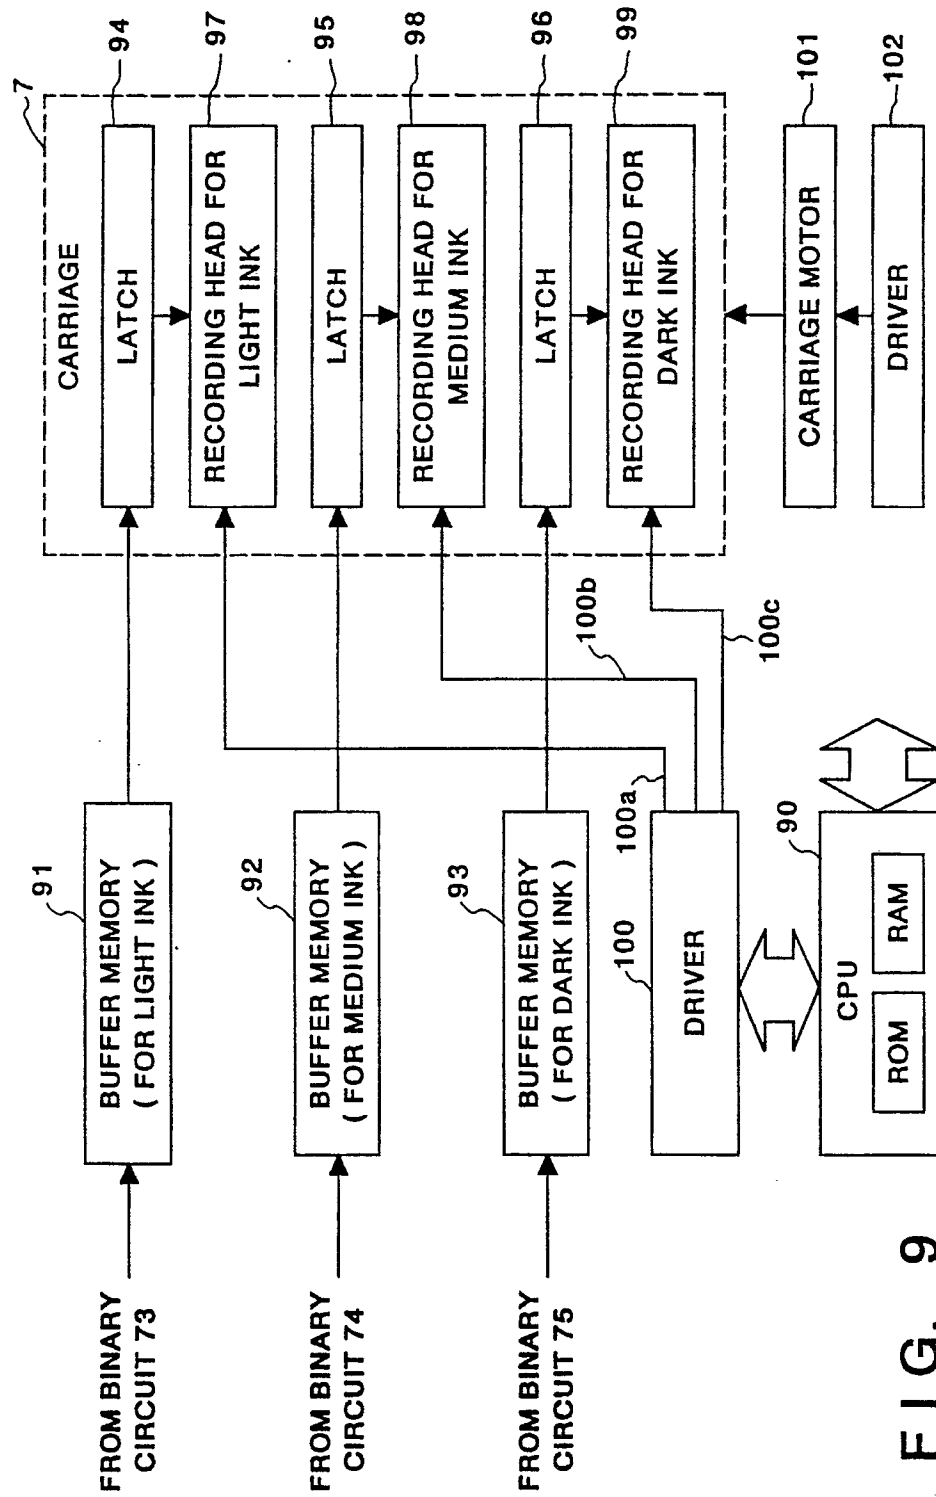 7
CARRIAGE
94
LATCH
97
RECORDING HEAD FOR
LIGHT INK
95
LATCH
98
RECORDING HEAD FOR
MEDIUM INK
96
LATCH
99
RECORDING HEAD FOR
DARK INK
101
CARRIAGE MOTOR
102
DRIVER
91
BUFFER MEMORY
( FOR LIGHT INK )
92
BUFFER MEMORY
( FOR MEDIUM INK )
93
BUFFER MEMORY
( FOR DARK INK )
100
DRIVER
100a
100b
100c
90
CPU
ROM
RAM
FROM BINARY
CIRCUIT 73
FROM BINARY
CIRCUIT 74
FROM BINARY
CIRCUIT 75
FIG. 9